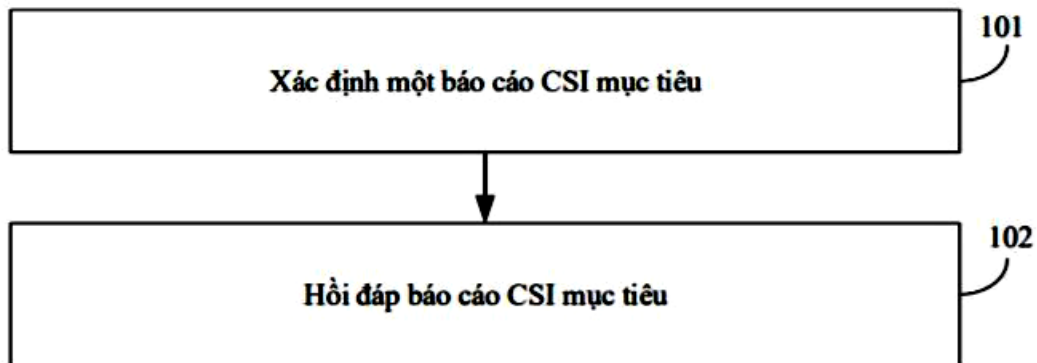 101
Xác định một báo cáo CSI mục tiêu
102
Hồi đáp báo cáo CSI mục tiêu